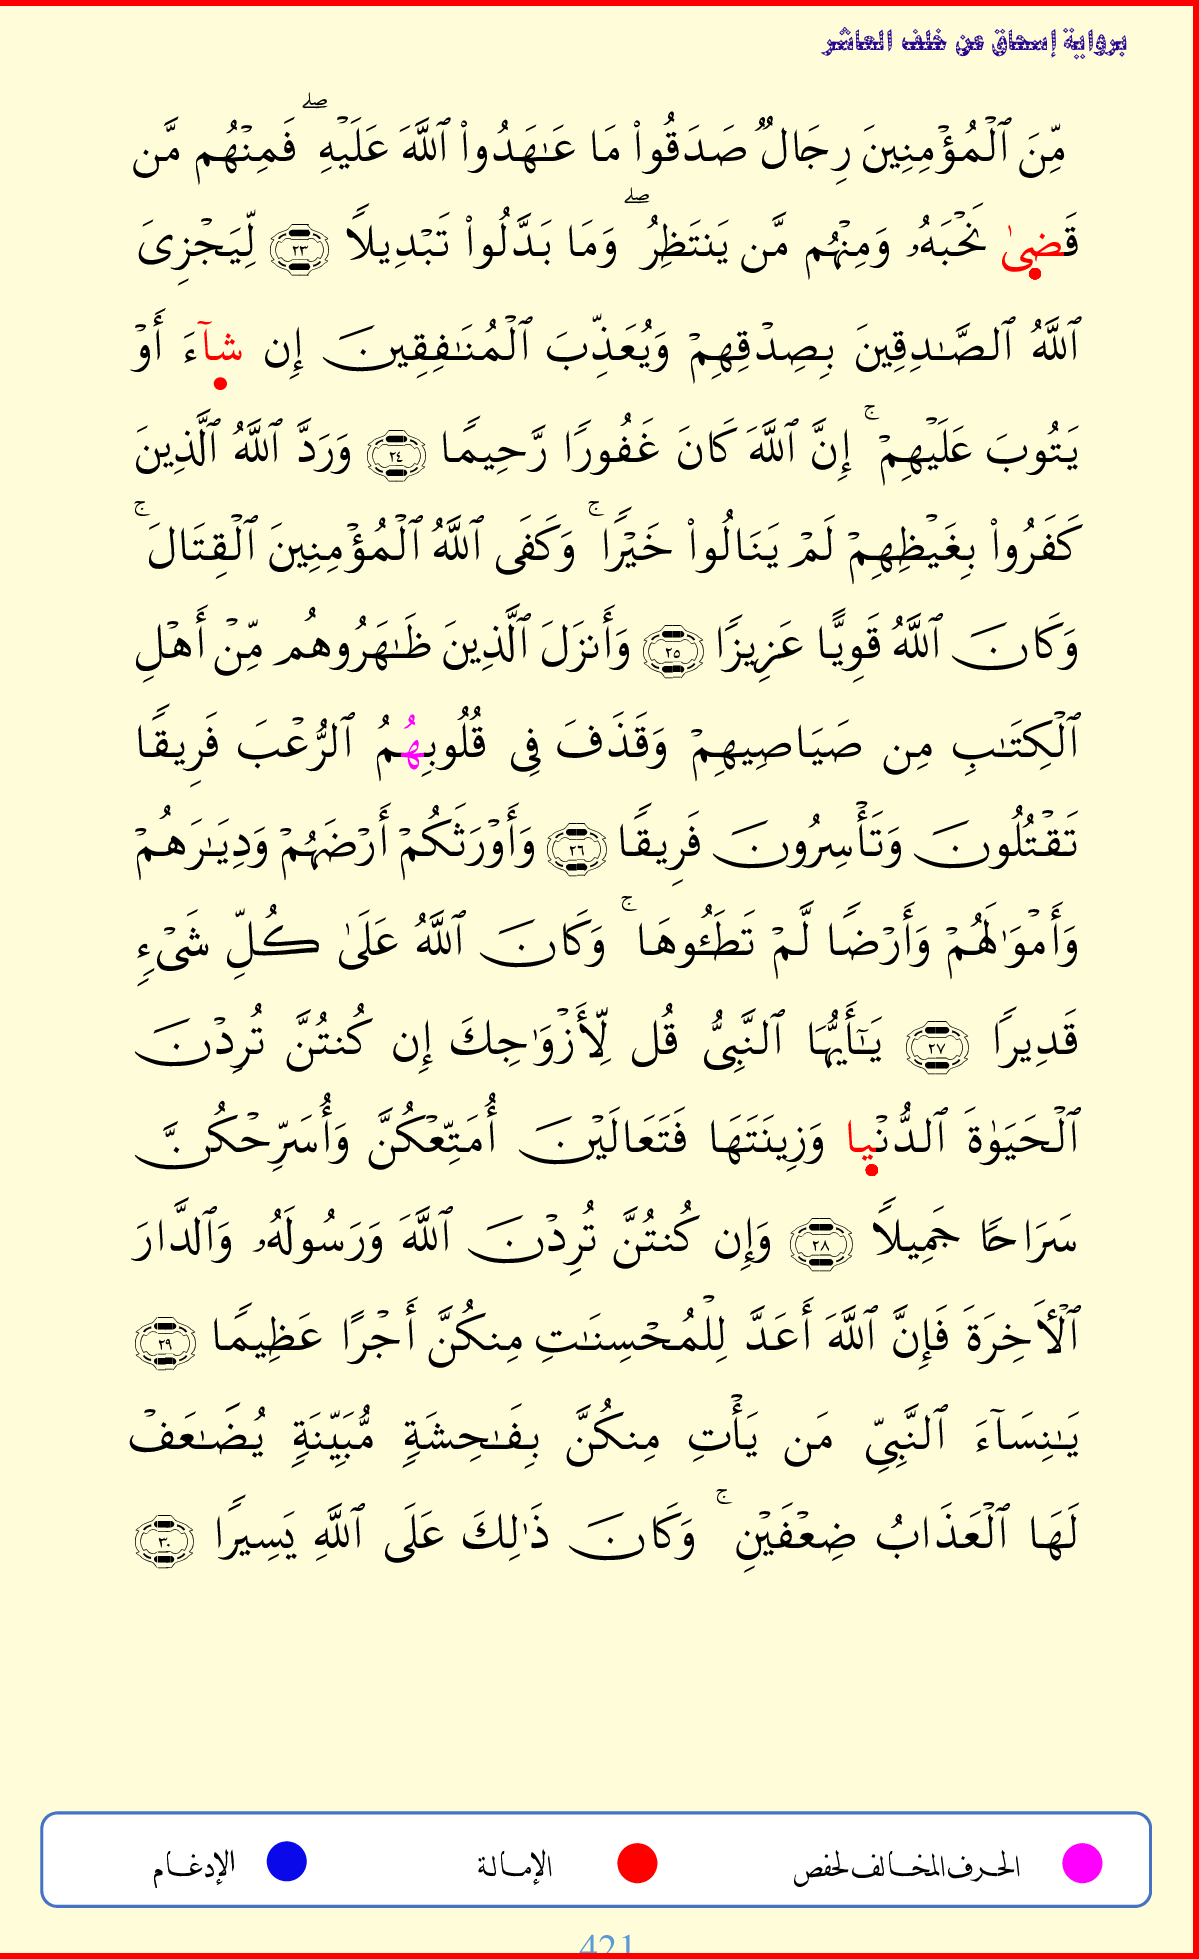 برواية إسحاق عن خلف العاشر
مِّنَ ٱلْمُؤْمِنِينَ رِجَالٌ صَدَقُوا۟ مَا عَـٰهَدُوا۟ ٱللَّهَ عَلَيْهِ ۖ فَمِنْهُم مَّن
قَضِىٰ نَحْبَهُۥ وَمِنْهُم مَّن يَنتَظِرُ ۖ وَمَا بَدَّلُوا۟ تَبْدِيلًا ٢٣ لِّيَجْزِىَ
ٱللَّهُ ٱلصَّـٰدِقِينَ بِصِدْقِهِمْ وَيُعَذِّبَ ٱلْمُنَـٰفِقِينَ إِن شآءَ أَوْ
يَتُوبَ عَلَيْهِمْ ۚ إِنَّ ٱللَّهَ كَانَ غَفُورًا رَّحِيمًا ٢٤ وَرَدَّ ٱللَّهُ ٱلَّذِينَ
كَفَرُوا۟ بِغَيْظِهِمْ لَمْ يَنَالُوا۟ خَيْرًا ۚ وَكَفَى ٱللَّهُ ٱلْمُؤْمِنِينَ ٱلْقِتَالَ ۚ
وَكَانَ ٱللَّهُ قَوِيًّا عَزِيزًا ٢٥ وَأَنزَلَ ٱلَّذِينَ ظَـٰهَرُوهُم مِّنْ أَهْلِ
ٱلْكِتَـٰبِ مِن صَيَاصِيهِمْ وَقَذَفَ فِى قُلُوبِهُمُ ٱلرُّعْبَ فَرِيقًا
تَقْتُلُونَ وَتَأْسِرُونَ فَرِيقًا ٢٦ وَأَوْرَثَكُمْ أَرْضَهُمْ وَدِيَـٰرَهُمْ
وَأَمْوَٰلَهُمْ وَأَرْضًا لَّمْ تَطَـُٔوهَا ۚ وَكَانَ ٱللَّهُ عَلَىٰ كُلِّ شَىْءٍ
قَدِيرًا ٢٧ يَـٰٓأَيُّهَا ٱلنَّبِىُّ قُل لِّأَزْوَٰجِكَ إِن كُنتُنَّ تُرِدْنَ
ٱلْحَيَوٰةَ ٱلدُّنْيِا وَزِينَتَهَا فَتَعَالَيْنَ أُمَتِّعْكُنَّ وَأُسَرِّحْكُنَّ
سَرَاحًا جَمِيلًا ٢٨ وَإِن كُنتُنَّ تُرِدْنَ ٱللَّهَ وَرَسُولَهُۥ وَٱلدَّارَ
ٱلْـَٔاخِرَةَ فَإِنَّ ٱللَّهَ أَعَدَّ لِلْمُحْسِنَـٰتِ مِنكُنَّ أَجْرًا عَظِيمًا ٢٩
يَـٰنِسَآءَ ٱلنَّبِىِّ مَن يَأْتِ مِنكُنَّ بِفَـٰحِشَةٍ مُّبَيِّنَةٍ يُضَـٰعَفْ
لَهَا ٱلْعَذَابُ ضِعْفَيْنِ ۚ وَكَانَ ذَٰلِكَ عَلَى ٱللَّهِ يَسِيرًا ٣٠
الحرف المخالف لحفص الإمالة الإدغام
421